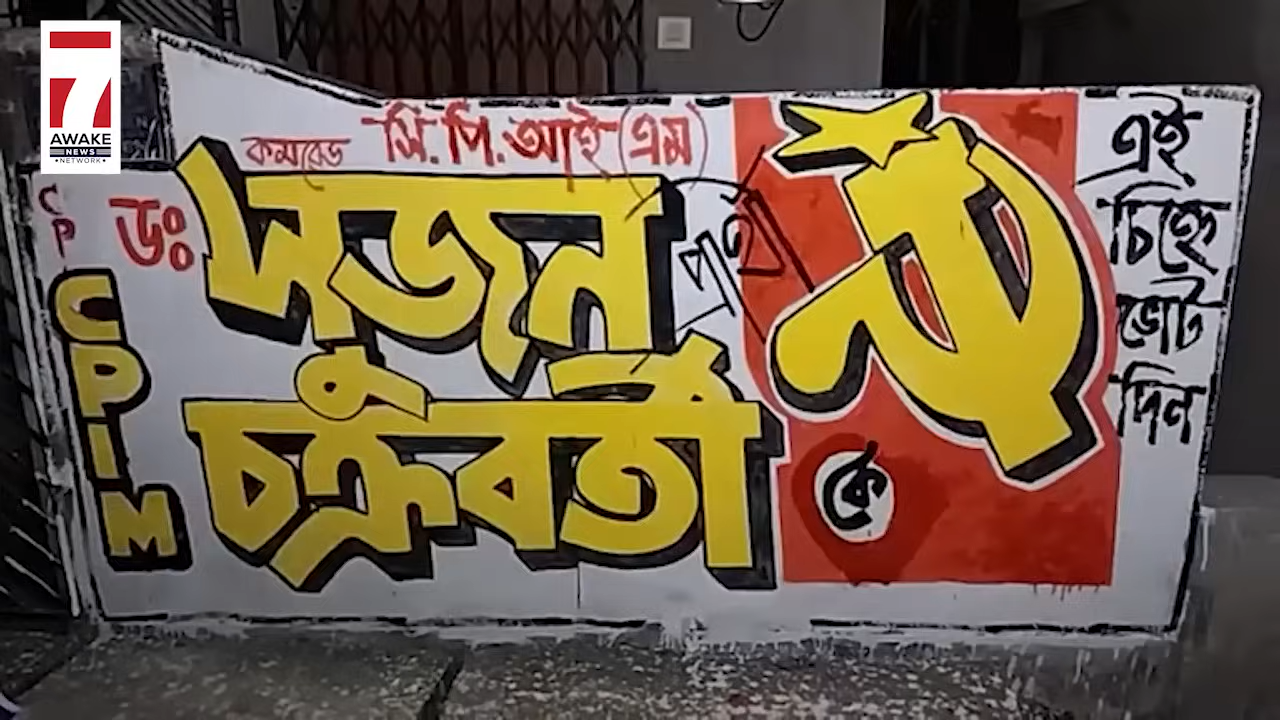 7
AWAKE
NEWS
NETWORK
কমরেড
সি.পি.আই(এম)
CP
CPIM
ডঃ
সুজন
চক্রবর্তী
প্রার্থী
কে
এই
চিহ্নে
ভোট
দিন